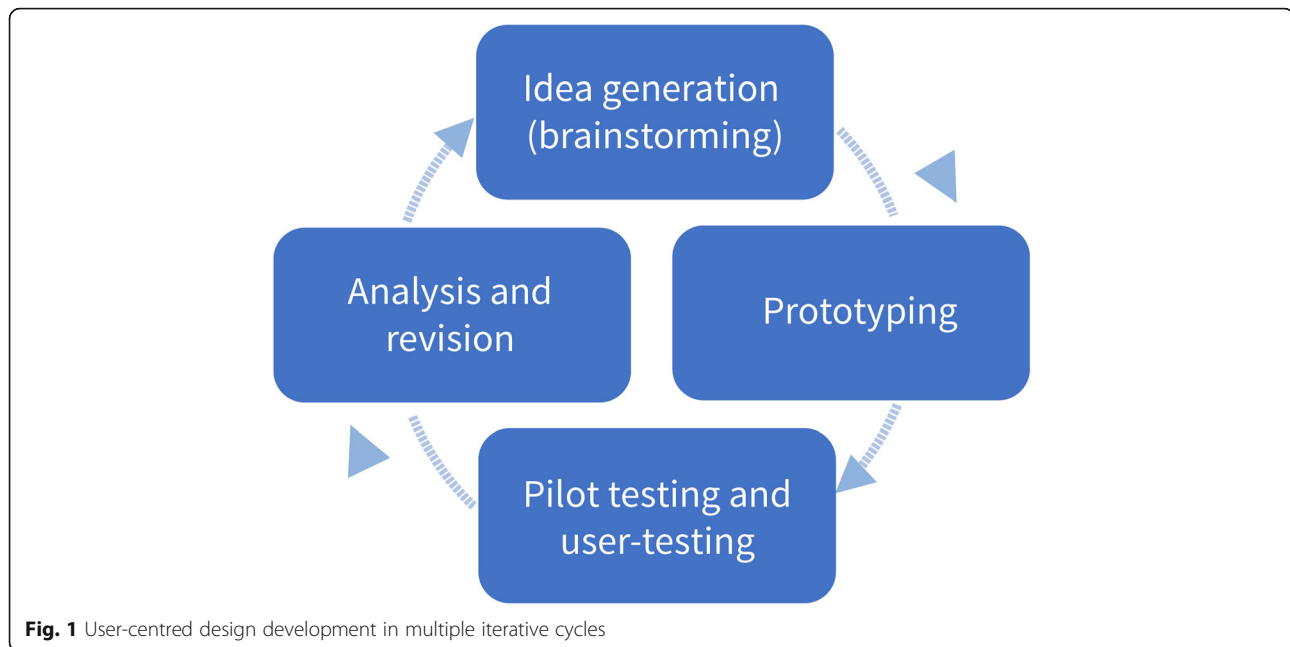 Idea generation
(brainstorming)
Analysis and
revision
Prototyping
Pilot testing and
user-testing
Fig. 1 User-centred design development in multiple iterative cycles